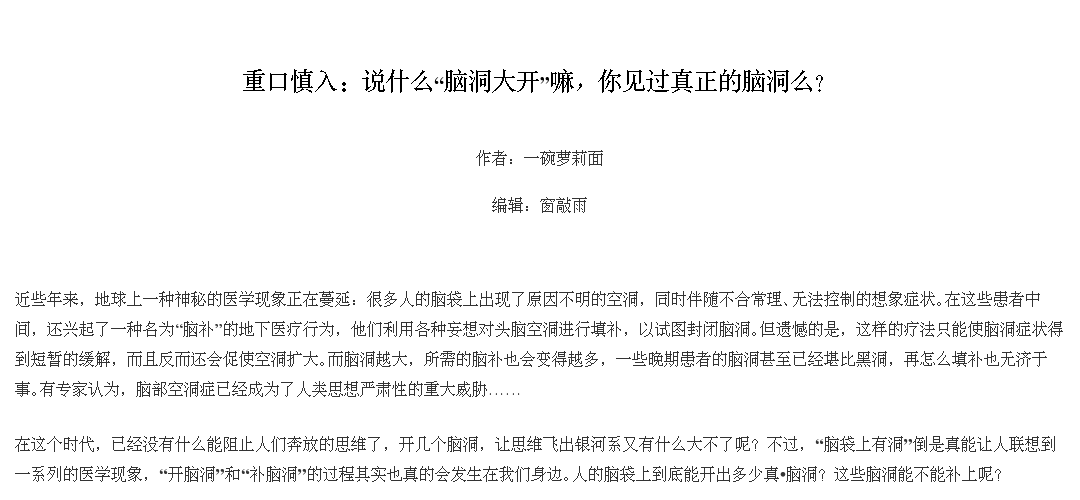 重口慎入：说什么“脑洞大开”嘛，你见过真正的脑洞么？
作者：一碗萝莉面
编辑：窗敲雨
近些年来，地球上一种神秘的医学现象正在蔓延：很多人的脑袋上出现了原因不明的空洞，同时伴随不合常理、无法控制的想象症状。在这些患者中
间，还兴起了一种名为“脑补”的地下医疗行为，他们利用各种妄想对头脑空洞进行填补，以试图封闭脑洞。但遗憾的是，这样的疗法只能使脑洞症状得
到短暂的缓解，而且反而还会促使空洞扩大。而脑洞越大，所需的脑补也会变得越多，一些晚期患者的脑洞甚至已经堪比黑洞，再怎么填补也无济于
事。有专家认为，脑部空洞症已经成为了人类思想严肃性的重大威胁……
在这个时代，已经没有什么能阻止人们奔放的思维了，开几个脑洞，让思维飞出银河系又有什么大不了呢？不过，“脑袋上有洞”倒是真能让人联想到
一系列的医学现象，“开脑洞”和“补脑洞”的过程其实也真的会发生在我们身边。人的脑袋上到底能开出多少真•脑洞？这些脑洞能不能补上呢？